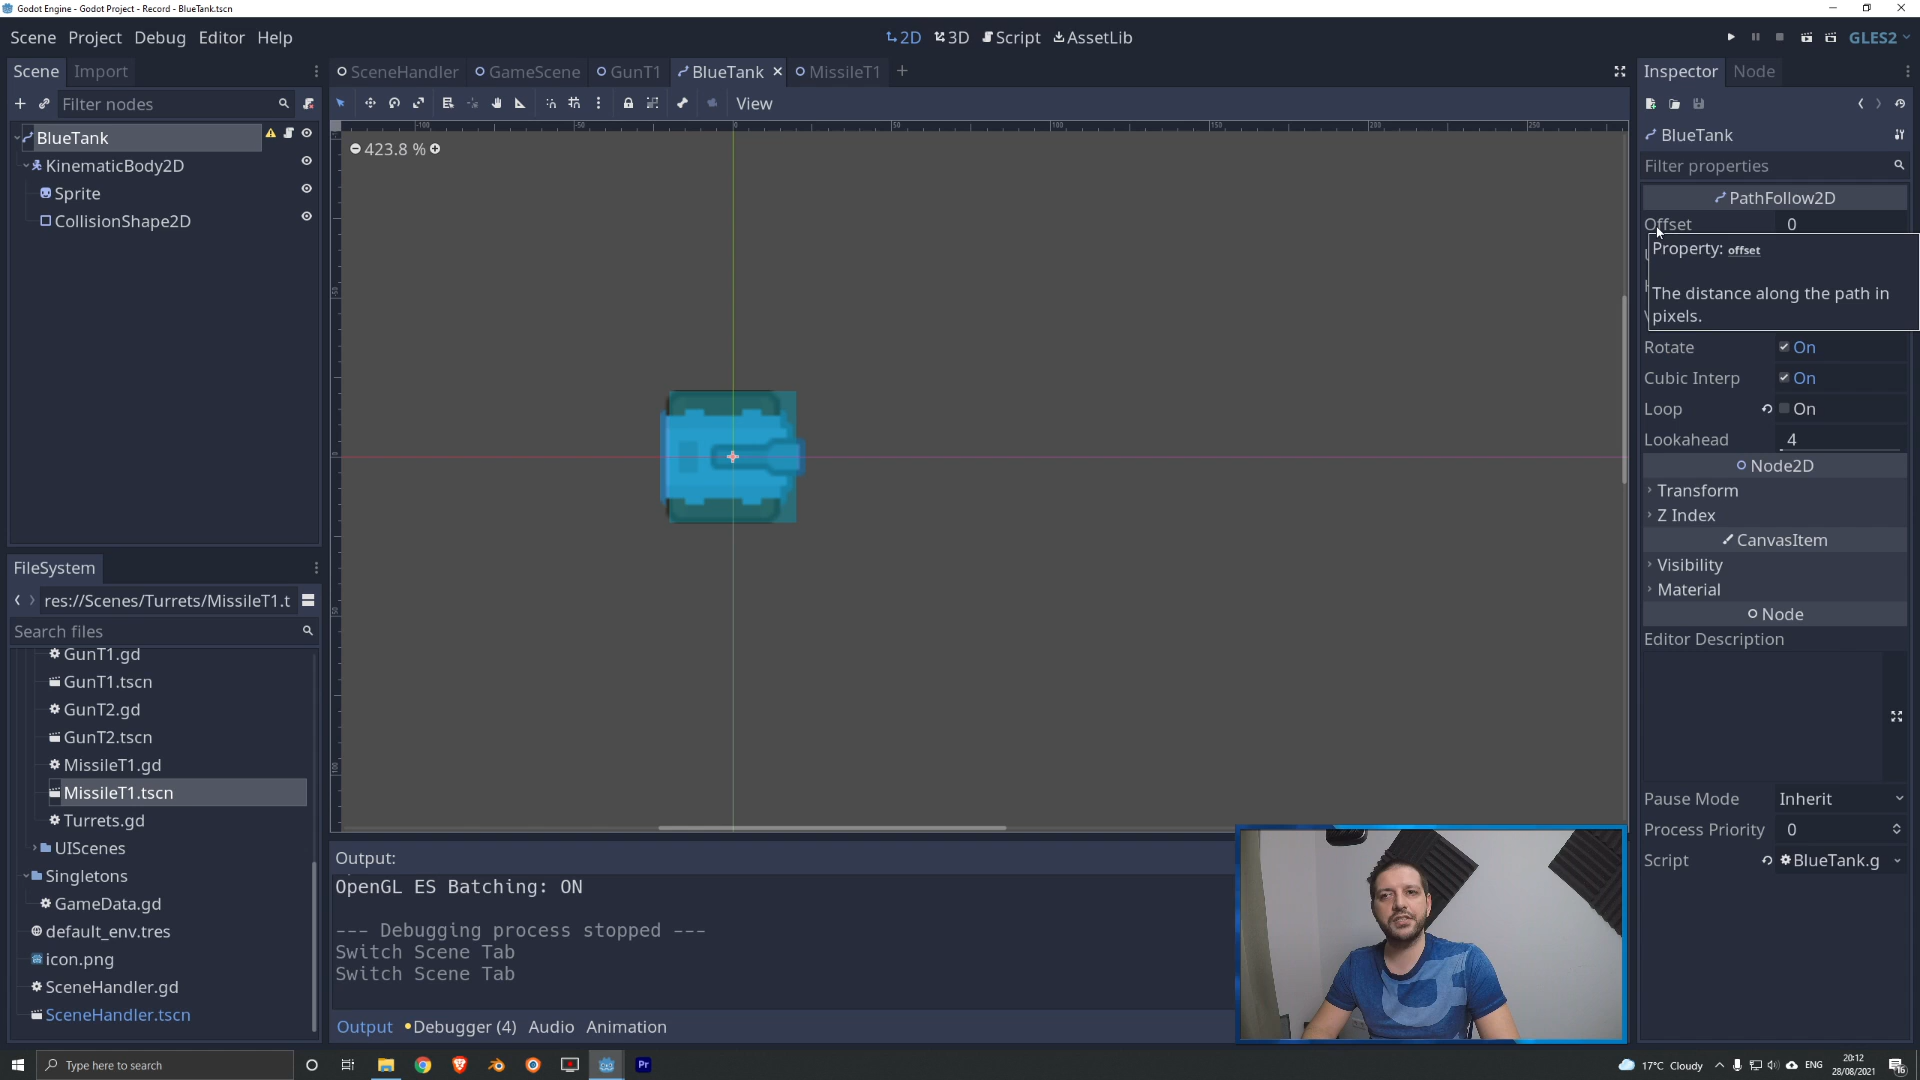 Godot Engine - Godot Project - Record - BlueTank.tscn
Scene Project Debug Editor Help
2D 3D Script AssetLib
GLES2
Scene Import
SceneHandler GameScene GunT1 BlueTank MissileT1
Inspector Node
Filter nodes
View
BlueTank
KinematicBody2D
Sprite
CollisionShape2D
423.8 %
BlueTank
Filter properties
PathFollow2D
Offset 0
Property: offset
The distance along the path in
pixels.
Rotate On
Cubic Interp On
Loop On
Lookahead 4
Node2D
Transform
Z Index
CanvasItem
Visibility
Material
Node
Editor Description
Pause Mode Inherit
Process Priority 0
Script BlueTank.g
FileSystem
res://Scenes/Turrets/MissileT1.t
Search files
GunT1.gd
GunT1.tscn
GunT2.gd
GunT2.tscn
MissileT1.gd
MissileT1.tscn
Turrets.gd
UIScenes
Singletons
GameData.gd
default_env.tres
icon.png
SceneHandler.gd
SceneHandler.tscn
Output:
OpenGL ES Batching: ON
--- Debugging process stopped ---
Switch Scene Tab
Switch Scene Tab
Output Debugger (4) Audio Animation
Type here to search
Pr
17°C Cloudy
ENG
20:12
28/08/2021
16